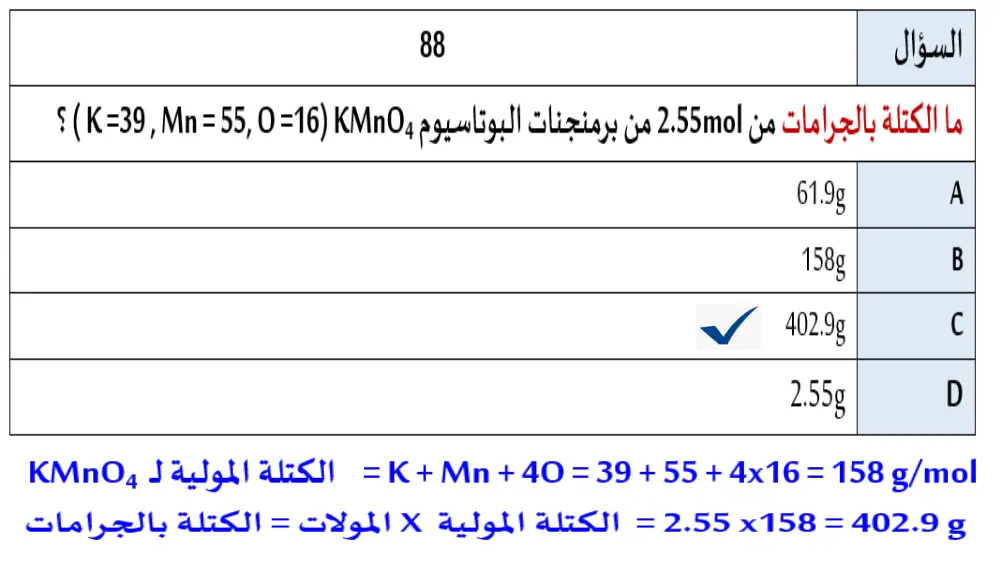 السؤال 88
ما الكتلة بالجرامات من 2.55mol من برمنجنات البوتاسيوم KMnO₄ (K =39 , Mn = 55, O =16 ) ؟
A 61.9g
B 158g
C 402.9g
D 2.55g
الكتلة المولية لـ KMnO₄ = K + Mn + 4O = 39 + 55 + 4x16 = 158 g/mol
الكتلة بالجرامات = المولات X الكتلة المولية = 2.55 x158 = 402.9 g